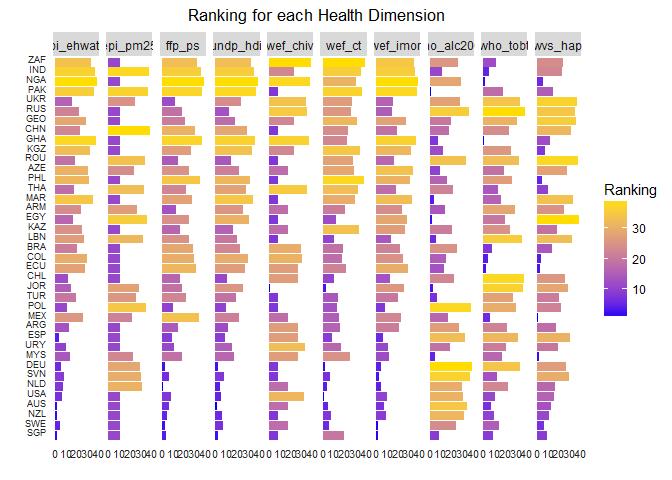 Ranking for each Health Dimension
pi_ehwat epi_pm25 ffp_ps undp_hdi wef_chiv wef_ct wef_imor ho_alc20 who_tobt wvs_hap
ZAF
IND
NGA
PAK
UKR
RUS
GEO
CHN
GHA
KGZ
ROU
AZE
PHL
THA
MAR
ARM
EGY
KAZ
LBN
BRA
COL
ECU
CHL
JOR
TUR
POL
MEX
ARG
ESP
URY
MYS
DEU
SVN
NLD
USA
AUS
NZL
SWE
SGP
0 10203040 0 10203040 0 10203040 0 10203040 0 10203040 0 10203040 0 10203040 0 10203040 0 10203040 0 10203040
Ranking
30
20
10